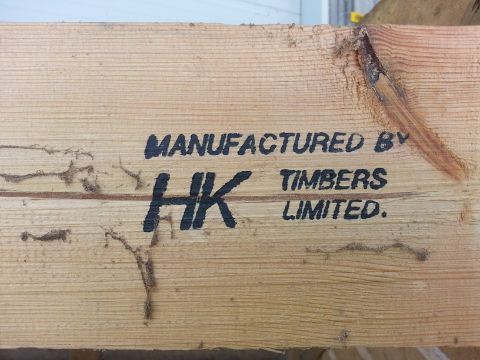 MANUFACTURED BY
HK TIMBERS
LIMITED.